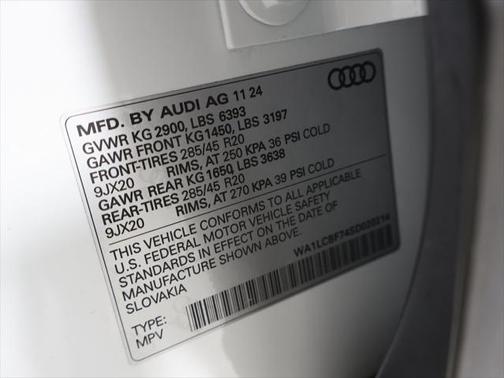 MFD. BY AUDI AG 11 24
GVWR KG 2900, LBS 6393
GAWR FRONT KG1450, LBS 3197
FRONT-TIRES 285/45 R20
9JX20 RIMS, AT 250 KPA 36 PSI COLD
GAWR REAR KG1650, LBS 3638
REAR-TIRES 285/45 R20
9JX20 RIMS, AT 270 KPA 39 PSI COLD
THIS VEHICLE CONFORMS TO ALL APPLICABLE
U.S. FEDERAL MOTOR VEHICLE SAFETY
STANDARDS IN EFFECT ON THE DATE OF
MANUFACTURE SHOWN ABOVE.
SLOVAKIA
WA1LCBF74SD020214
TYPE:
MPV